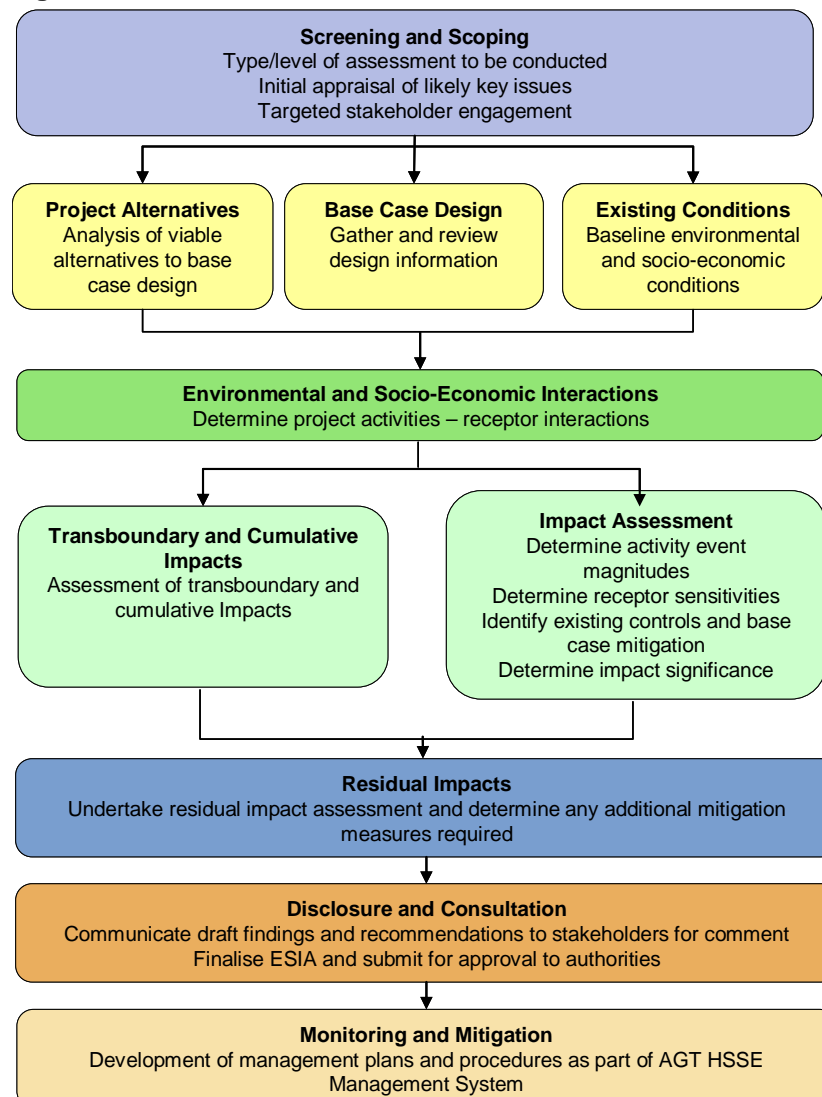 Screening and Scoping
Type/level of assessment to be conducted
Initial appraisal of likely key issues
Targeted stakeholder engagement
Project Alternatives
Analysis of viable
alternatives to base
case design
Base Case Design
Gather and review
design information
Existing Conditions
Baseline environmental
and socio-economic
conditions
Environmental and Socio-Economic Interactions
Determine project activities – receptor interactions
Transboundary and Cumulative
Impacts
Assessment of transboundary and
cumulative Impacts
Impact Assessment
Determine activity event
magnitudes
Determine receptor sensitivities
Identify existing controls and base
case mitigation
Determine impact significance
Residual Impacts
Undertake residual impact assessment and determine any additional mitigation
measures required
Disclosure and Consultation
Communicate draft findings and recommendations to stakeholders for comment
Finalise ESIA and submit for approval to authorities
Monitoring and Mitigation
Development of management plans and procedures as part of AGT HSSE
Management System